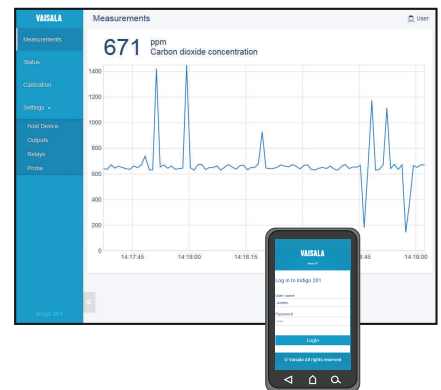 VAISALA
Measurements
Status
Calibration
Settings
Host Device
Outputs
Relays
Probe
Indigo 201
Measurements
User
671 ppm
Carbon dioxide concentration
1400
1200
1000
800
600
400
200
0
14:17:45 14:18:00 14:18:15 :45 14:19:00
VAISALA
Log in to Indigo 201
User name
Password
Login
© Vaisala All rights reserved